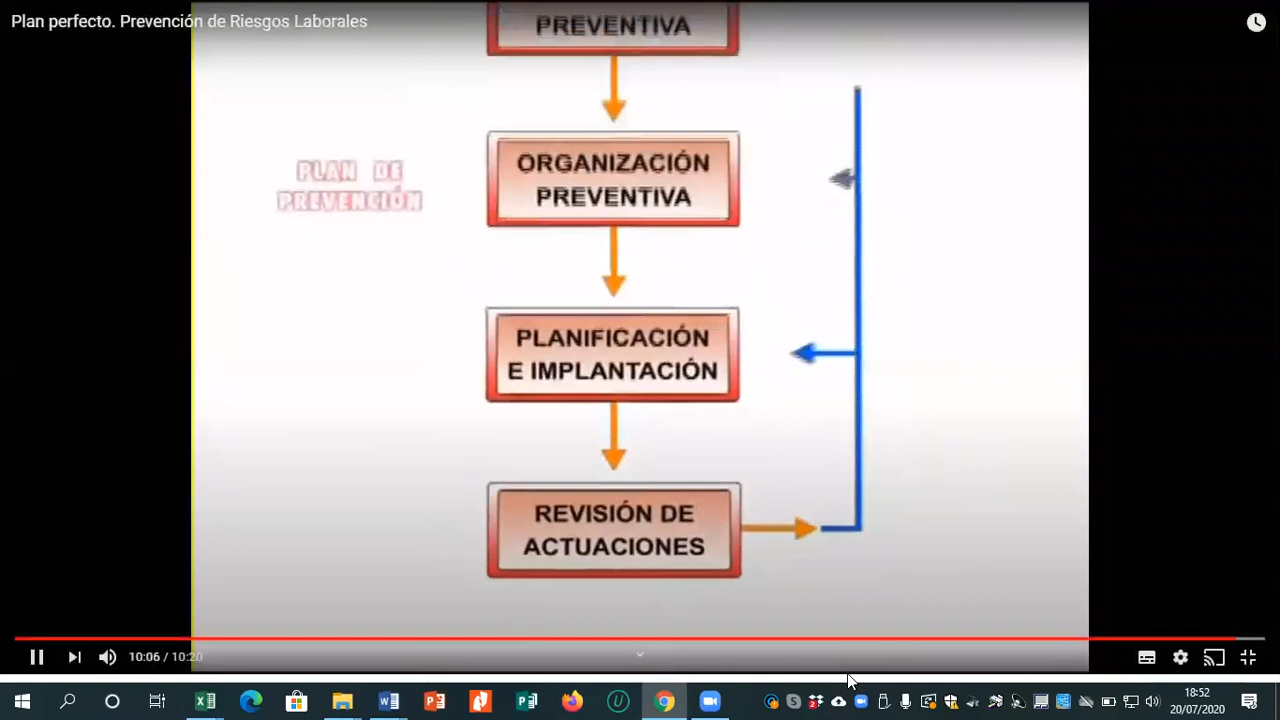 Plan perfecto. Prevención de Riesgos Laborales
PREVENTIVA
PLAN DE
PREVENCIÓN
ORGANIZACIÓN
PREVENTIVA
PLANIFICACIÓN
E IMPLANTACIÓN
REVISIÓN DE
ACTUACIONES
10:06 / 10:20
18:52
20/07/2020